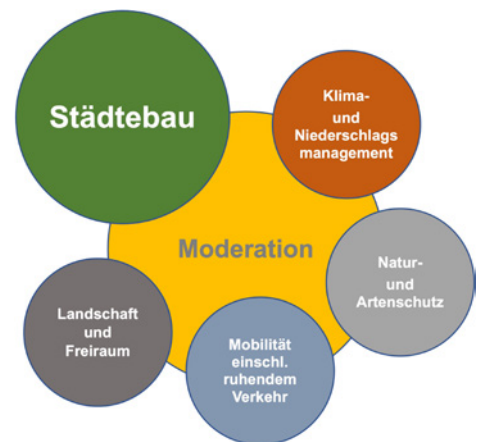 Städtebau
Klima-
und
Niederschlags
management
Moderation
Natur-
und
Artenschutz
Landschaft
und
Freiraum
Mobilität
einschl.
ruhendem
Verkehr